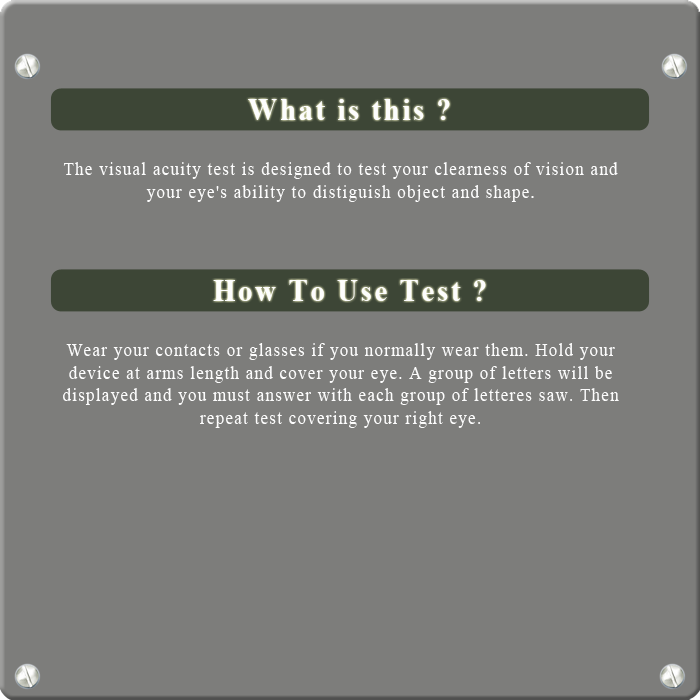 What is this ?
The visual acuity test is designed to test your clearness of vision and
your eye's ability to distiguish object and shape.
How To Use Test ?
Wear your contacts or glasses if you normally wear them. Hold your
device at arms length and cover your eye. A group of letters will be
displayed and you must answer with each group of letteres saw. Then
repeat test covering your right eye.